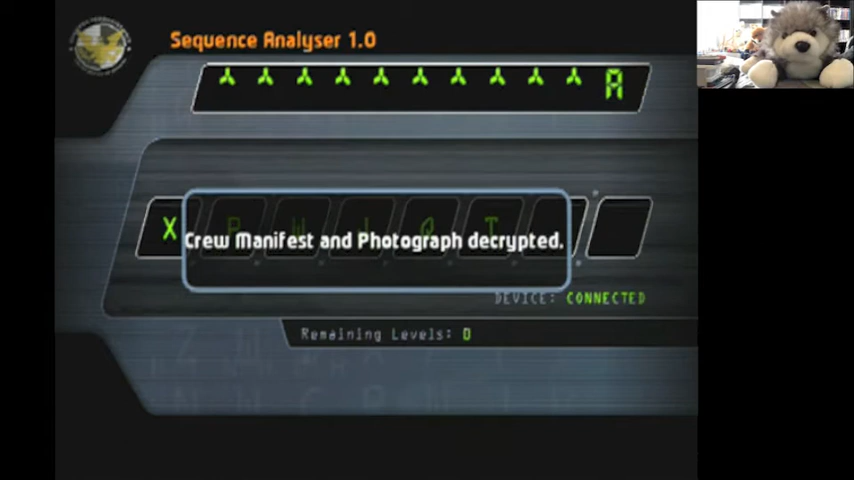 Sequence Analyser 1.0
A
X
Crew Manifest and Photograph decrypted.
DEVICE: CONNECTED
Remaining Levels: 0